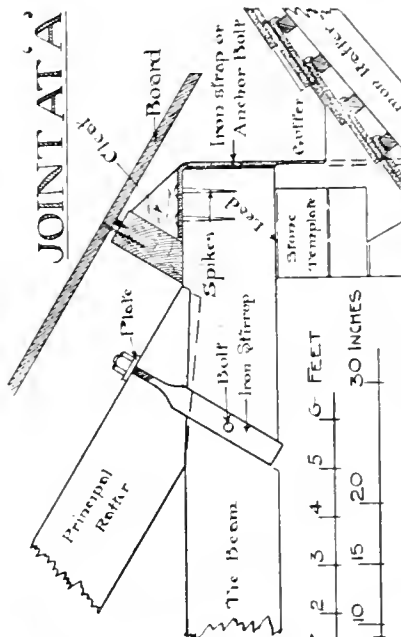 JOINT AT 'A'
Cleat
Board
Iron strap or
Anchor Bolt
Gutter
Rafter
Plate
Spikes
Lead
Stone
Template
Bolt
Iron Stirrup
Principal
Rafter
Tie Beam
2 3 4 5 6 FEET
10 15 20 30 INCHES